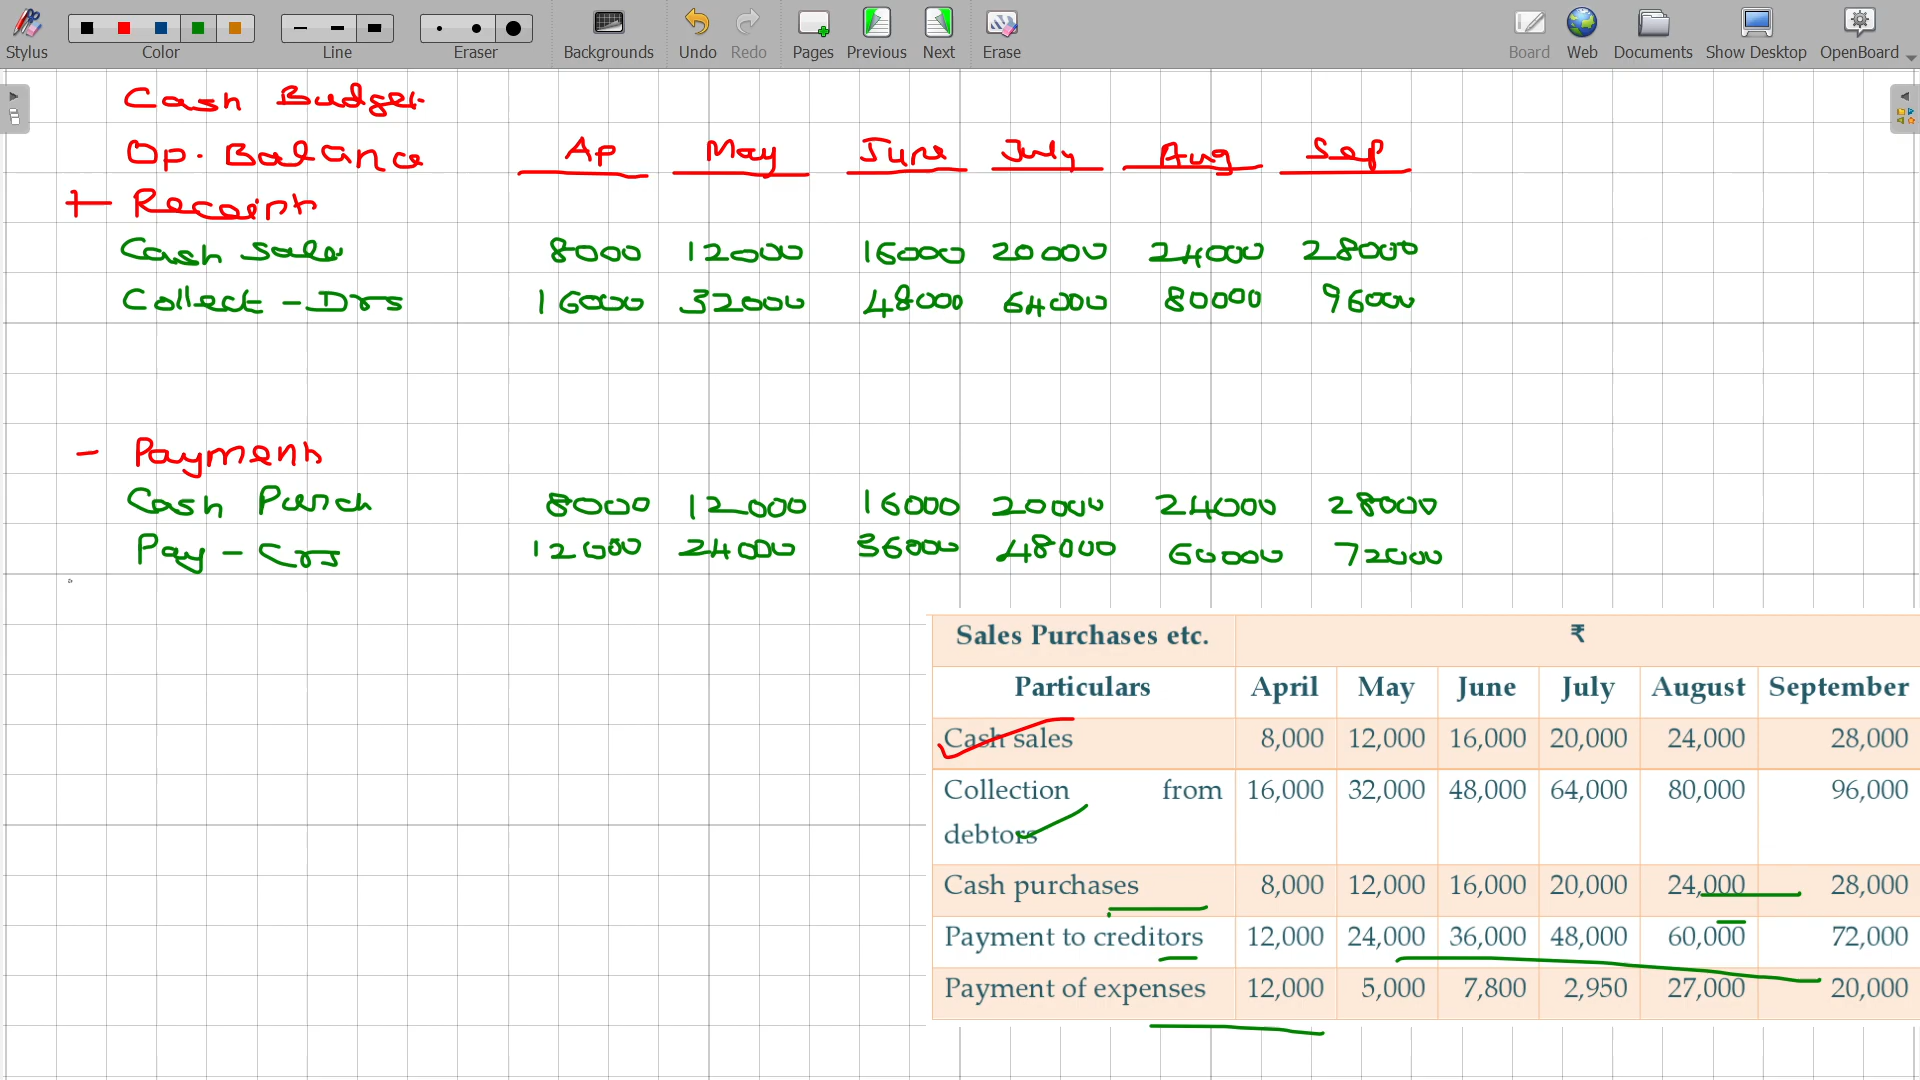 Stylus Color Line Eraser Backgrounds Undo Redo Pages Previous Next Erase Board Web Documents Show Desktop OpenBoard
Cash Budget
Op. Balance Ap May June July Aug Sep
+ Receipts
Cash Sales 8000 12000 16000 20000 24000 28000
Collect - Drs 16000 32000 48000 64000 80000 96000
- Payments
Cash Purch 8000 12000 16000 20000 24000 28000
Pay - Crs 12000 24000 36000 48000 60000 72000
Sales Purchases etc. ₹
Particulars April May June July August September
Cash sales 8,000 12,000 16,000 20,000 24,000 28,000
Collection from 16,000 32,000 48,000 64,000 80,000 96,000
debtors
Cash purchases 8,000 12,000 16,000 20,000 24,000 28,000
Payment to creditors 12,000 24,000 36,000 48,000 60,000 72,000
Payment of expenses 12,000 5,000 7,800 2,950 27,000 20,000